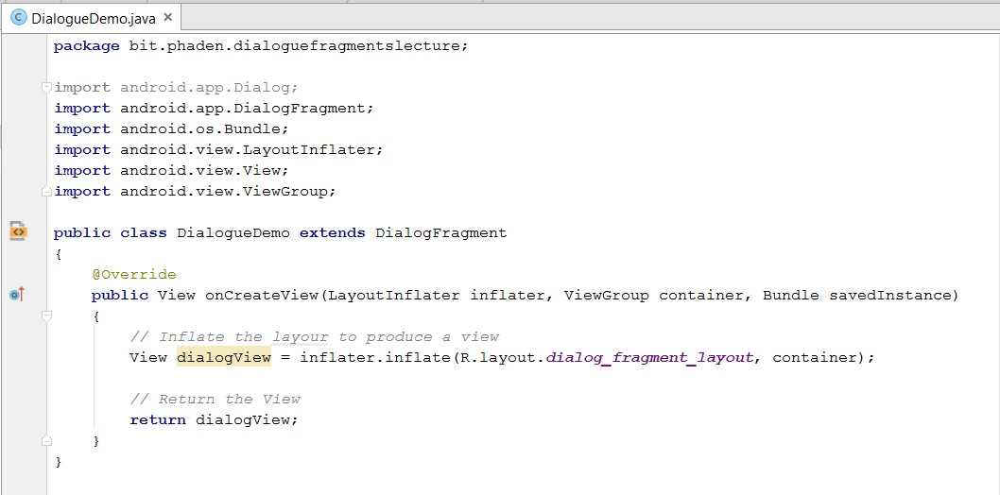 DialogueDemo.java
package bit.phaden.dialoguefragmentslecture;
import android.app.Dialog;
import android.app.DialogFragment;
import android.os.Bundle;
import android.view.LayoutInflater;
import android.view.View;
import android.view.ViewGroup;
public class DialogueDemo extends DialogFragment
{
@Override
public View onCreateView(LayoutInflater inflater, ViewGroup container, Bundle savedInstance)
{
// Inflate the layour to produce a view
View dialogView = inflater.inflate(R.layout.dialog_fragment_layout, container);
// Return the View
return dialogView;
}
}